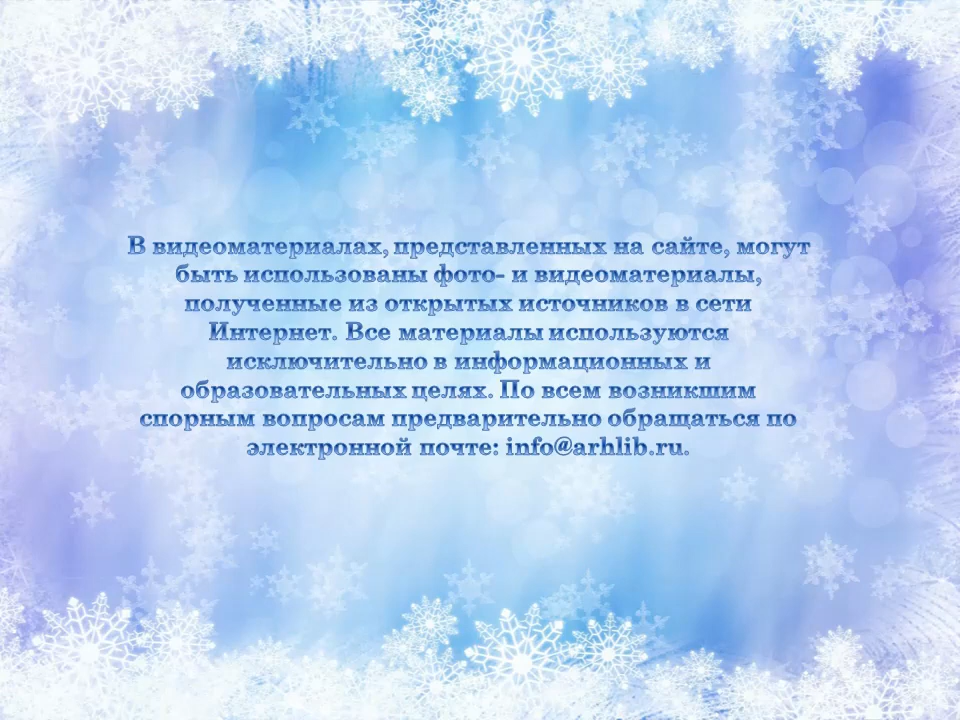 В видеоматериалах, представленных на сайте, могут
быть использованы фото- и видеоматериалы,
полученные из открытых источников в сети
Интернет. Все материалы используются
исключительно в информационных и
образовательных целях. По всем возникшим
спорным вопросам предварительно обращаться по
электронной почте: info@arhlib.ru.